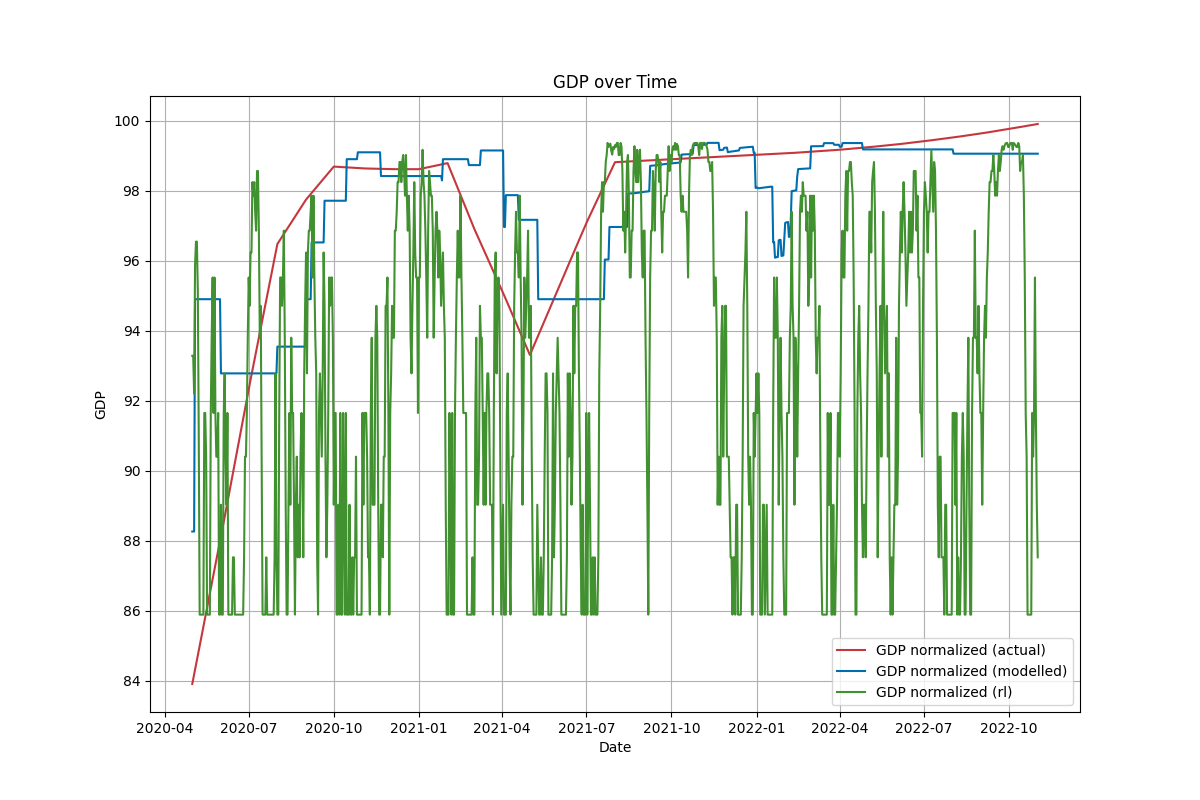 GDP over Time
100
98
96
94
92
90
88
86
84
GDP
2020-04 2020-07 2020-10 2021-01 2021-04 2021-07 2021-10 2022-01 2022-04 2022-07 2022-10
Date
GDP normalized (actual)
GDP normalized (modelled)
GDP normalized (rl)